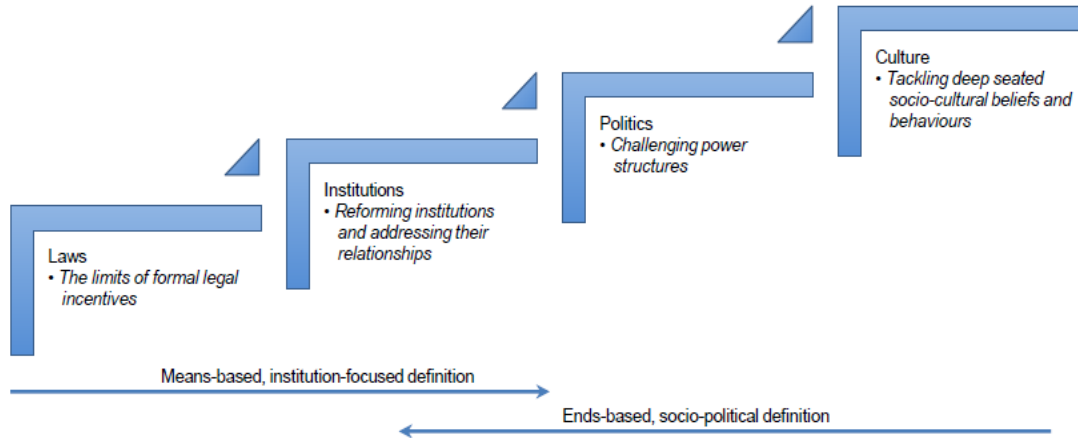 Culture
• Tackling deep seated
socio-cultural beliefs and
behaviours
Politics
• Challenging power
structures
Institutions
• Reforming institutions
and addressing their
relationships
Laws
• The limits of formal legal
incentives
Means-based, institution-focused definition
Ends-based, socio-political definition